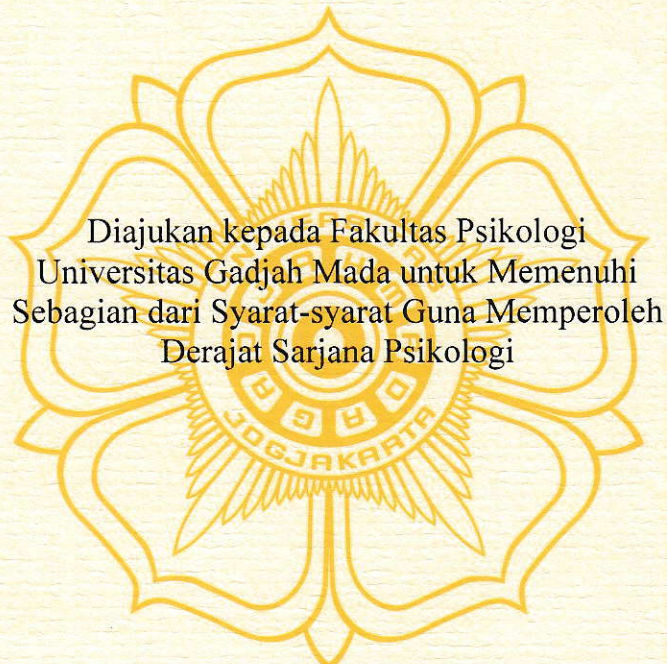 Diajukan kepada Fakultas Psikologi
Universitas Gadjah Mada untuk Memenuhi
Sebagian dari Syarat-syarat Guna Memperoleh
Derajat Sarjana Psikologi
JOGJAKARTA